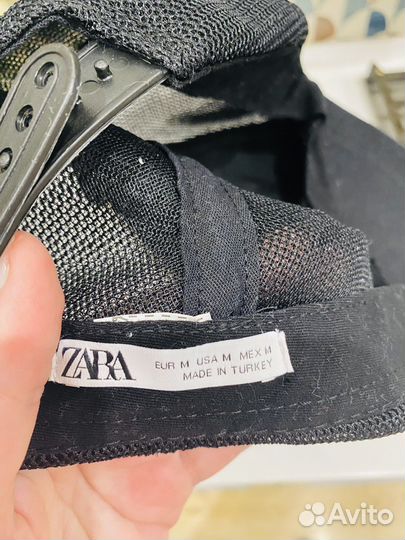 ZARA
EUR M USA M MEX M
MADE IN TURKEY
Avito